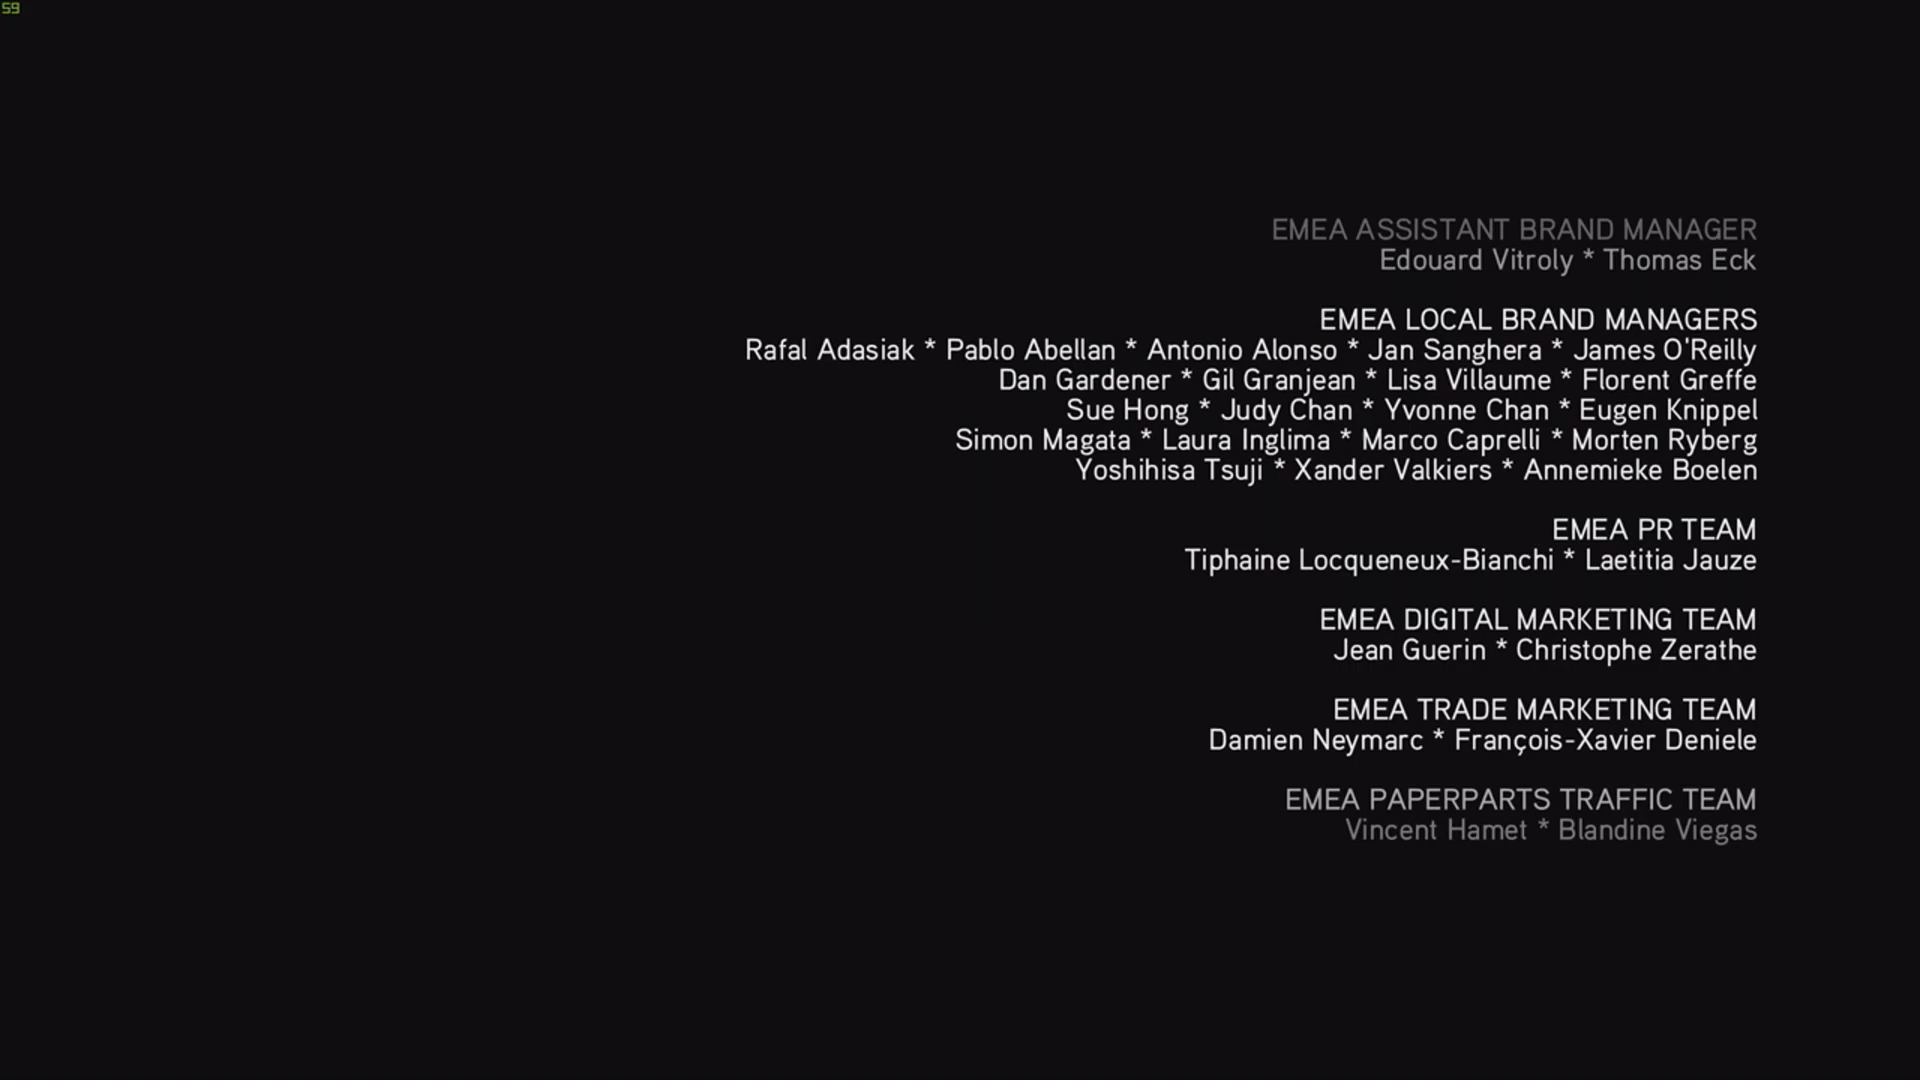 59
EMEA ASSISTANT BRAND MANAGER
Edouard Vitroly * Thomas Eck
EMEA LOCAL BRAND MANAGERS
Rafal Adasiak * Pablo Abellan * Antonio Alonso * Jan Sanghera * James O'Reilly
Dan Gardener * Gil Granjean * Lisa Villaume * Florent Greffe
Sue Hong * Judy Chan * Yvonne Chan * Eugen Knippel
Simon Magata * Laura Inglima * Marco Caprelli * Morten Ryberg
Yoshihisa Tsuji * Xander Valkiers * Annemieke Boelen
EMEA PR TEAM
Tiphaine Locqueneux-Bianchi * Laetitia Jauze
EMEA DIGITAL MARKETING TEAM
Jean Guerin * Christophe Zerathe
EMEA TRADE MARKETING TEAM
Damien Neymarc * François-Xavier Deniele
EMEA PAPERPARTS TRAFFIC TEAM
Vincent Hamet * Blandine Viegas